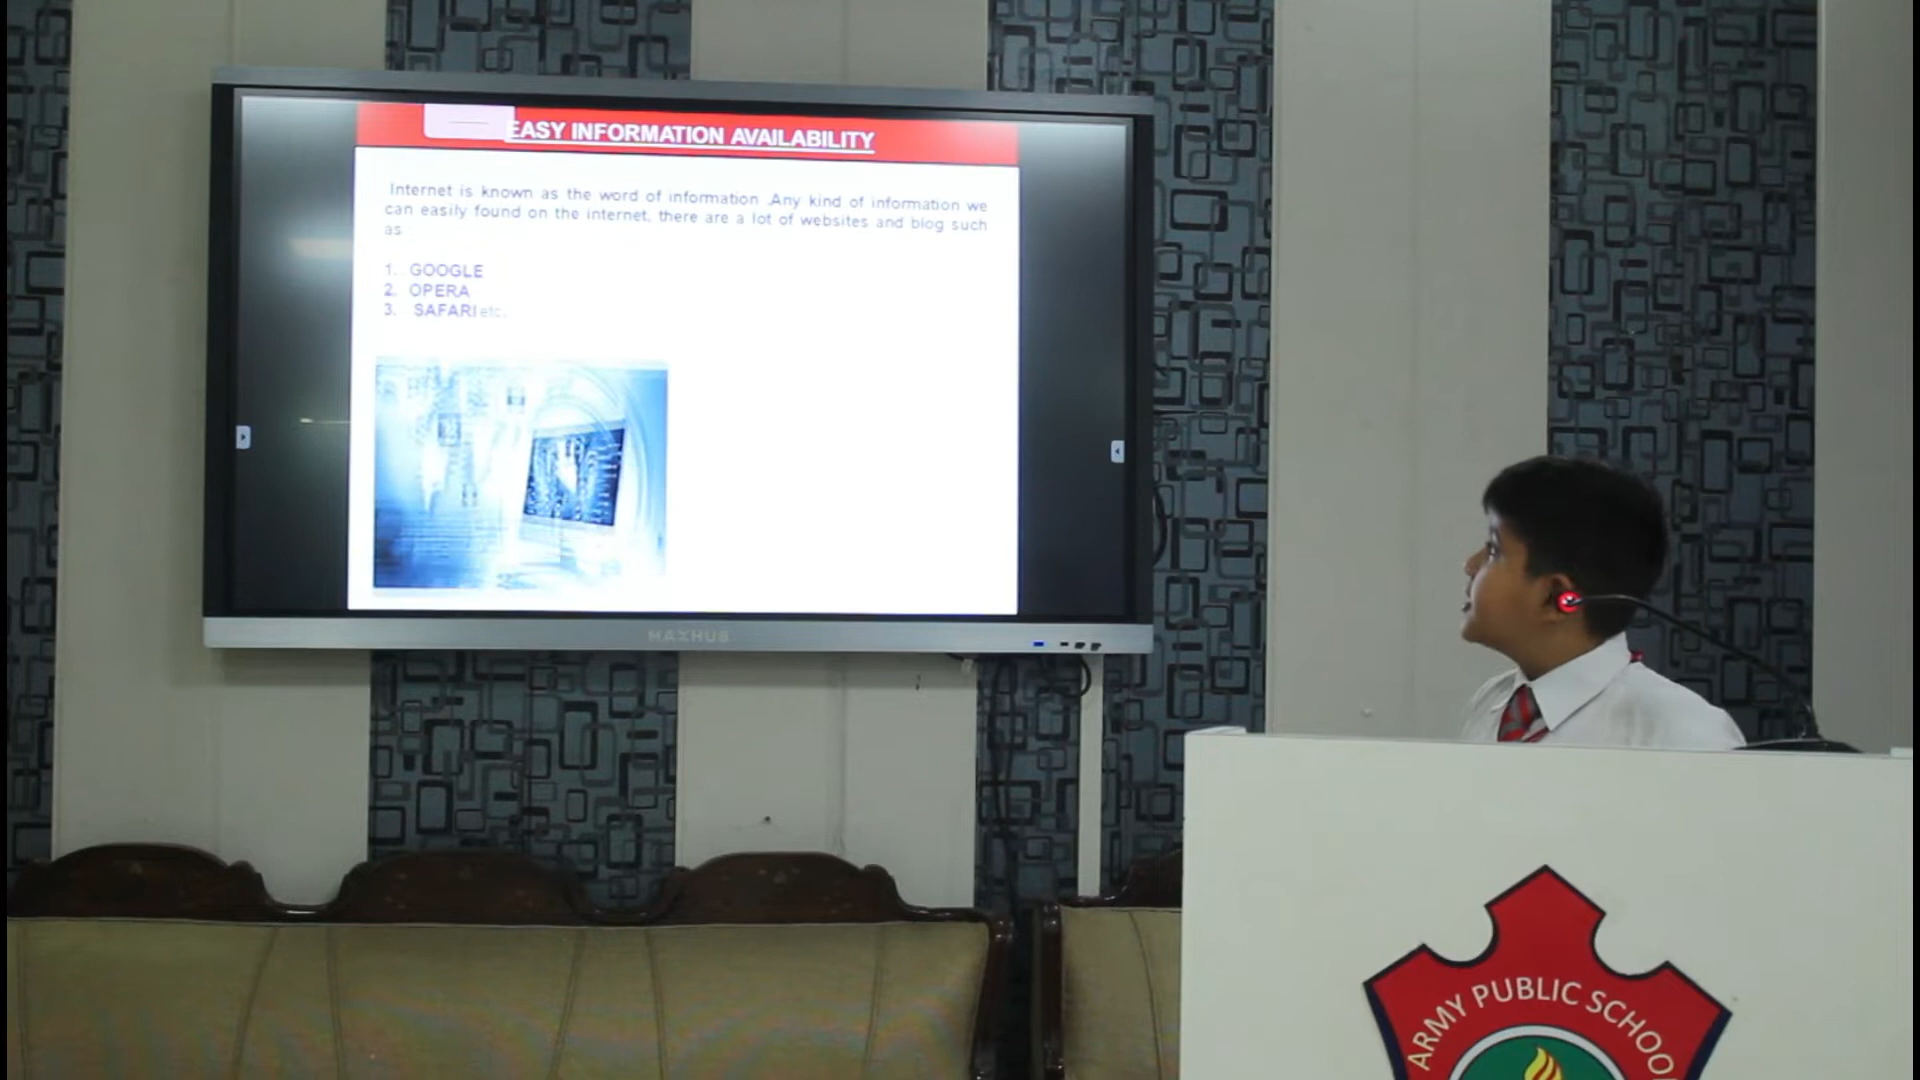 EASY INFORMATION AVAILABILITY
Internet is known as the word of information .Any kind of information we
can easily found on the internet, there are a lot of websites and blog such
as
1. GOOGLE
2. OPERA
3. SAFARI etc.
MAXHUB
ARMY PUBLIC SCHOOL